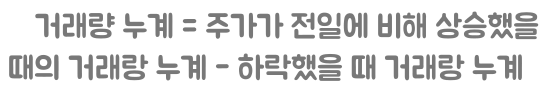 거래량 누계 = 주가가 전일에 비해 상승했을
때의 거래랑 누계 - 하락했을 때 거래랑 누계